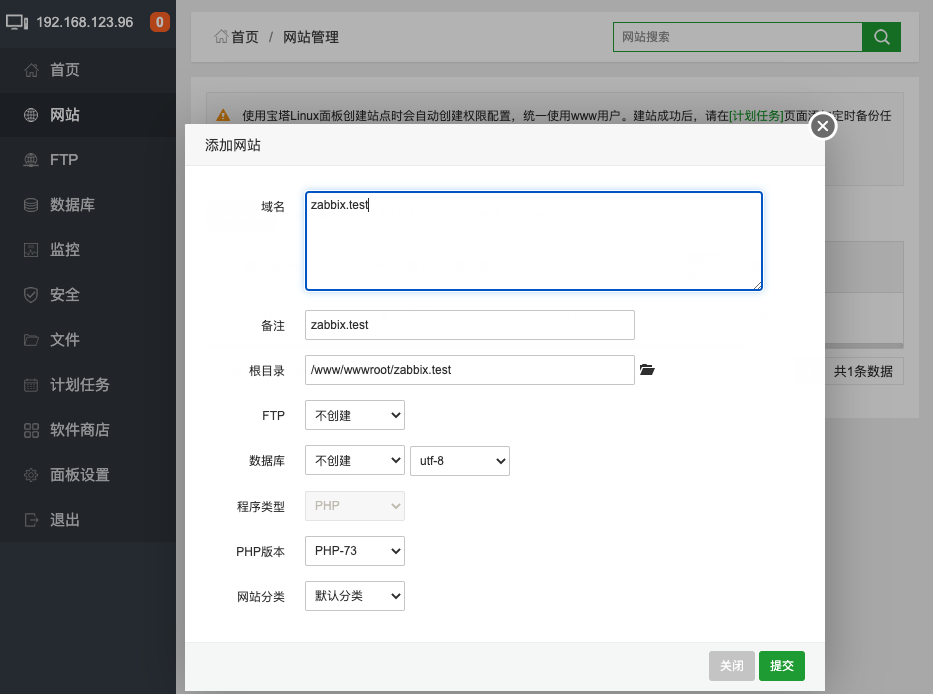 192.168.123.96 0
首页
网站
FTP
数据库
监控
安全
文件
计划任务
软件商店
面板设置
退出
首页 / 网站管理
网站搜索
使用宝塔Linux面板创建站点时会自动创建权限配置，统一使用www用户。建站成功后，请在[计划任务]页面 定时备份任
添加网站
域名 zabbix.test
备注 zabbix.test
根目录 /www/wwwroot/zabbix.test
FTP 不创建
数据库 不创建 utf-8
程序类型 PHP
PHP版本 PHP-73
网站分类 默认分类
共1条数据
关闭 提交